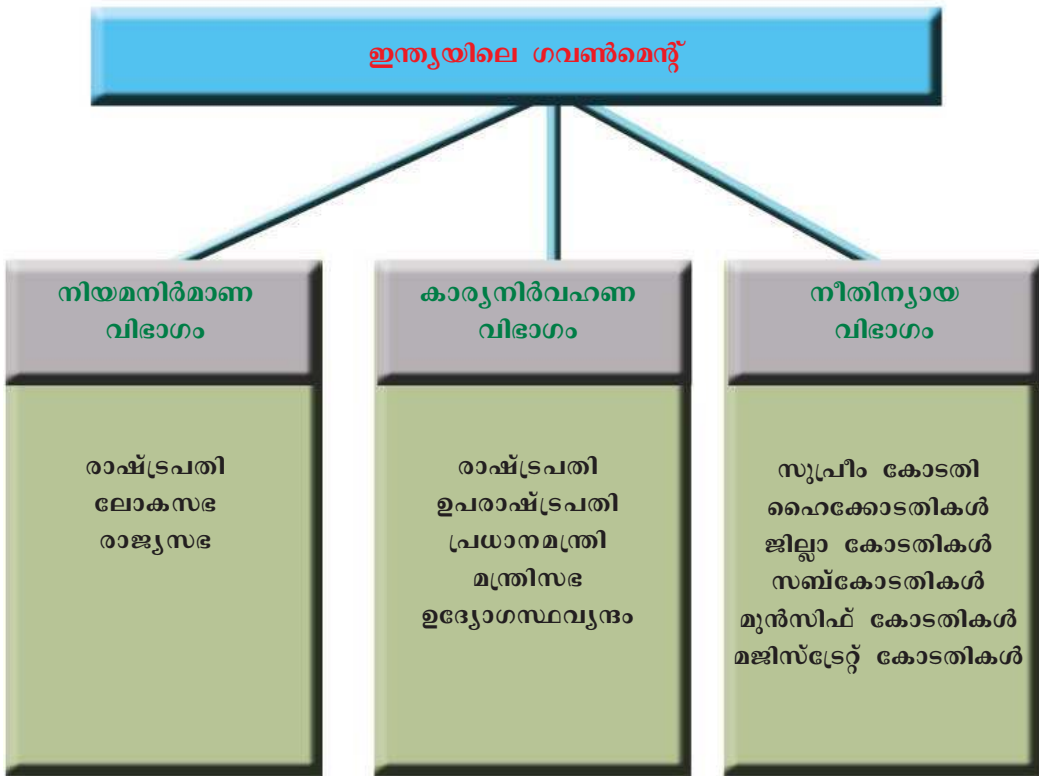 ഇന്ത്യയിലെ ഗവൺമെന്റ്
നിയമനിർമാണ
വിഭാഗം
രാഷ്ട്രപതി
ലോകസഭ
രാജ്യസഭ
കാര്യനിർവഹണ
വിഭാഗം
രാഷ്ട്രപതി
ഉപരാഷ്ട്രപതി
പ്രധാനമന്ത്രി
മന്ത്രിസഭ
ഉദ്യോഗസ്ഥവൃന്ദം
നീതിന്യായ
വിഭാഗം
സുപ്രീം കോടതി
ഹൈക്കോടതികൾ
ജില്ലാ കോടതികൾ
സബ്കോടതികൾ
മുൻസിഫ് കോടതികൾ
മജിസ്ട്രേറ്റ് കോടതികൾ